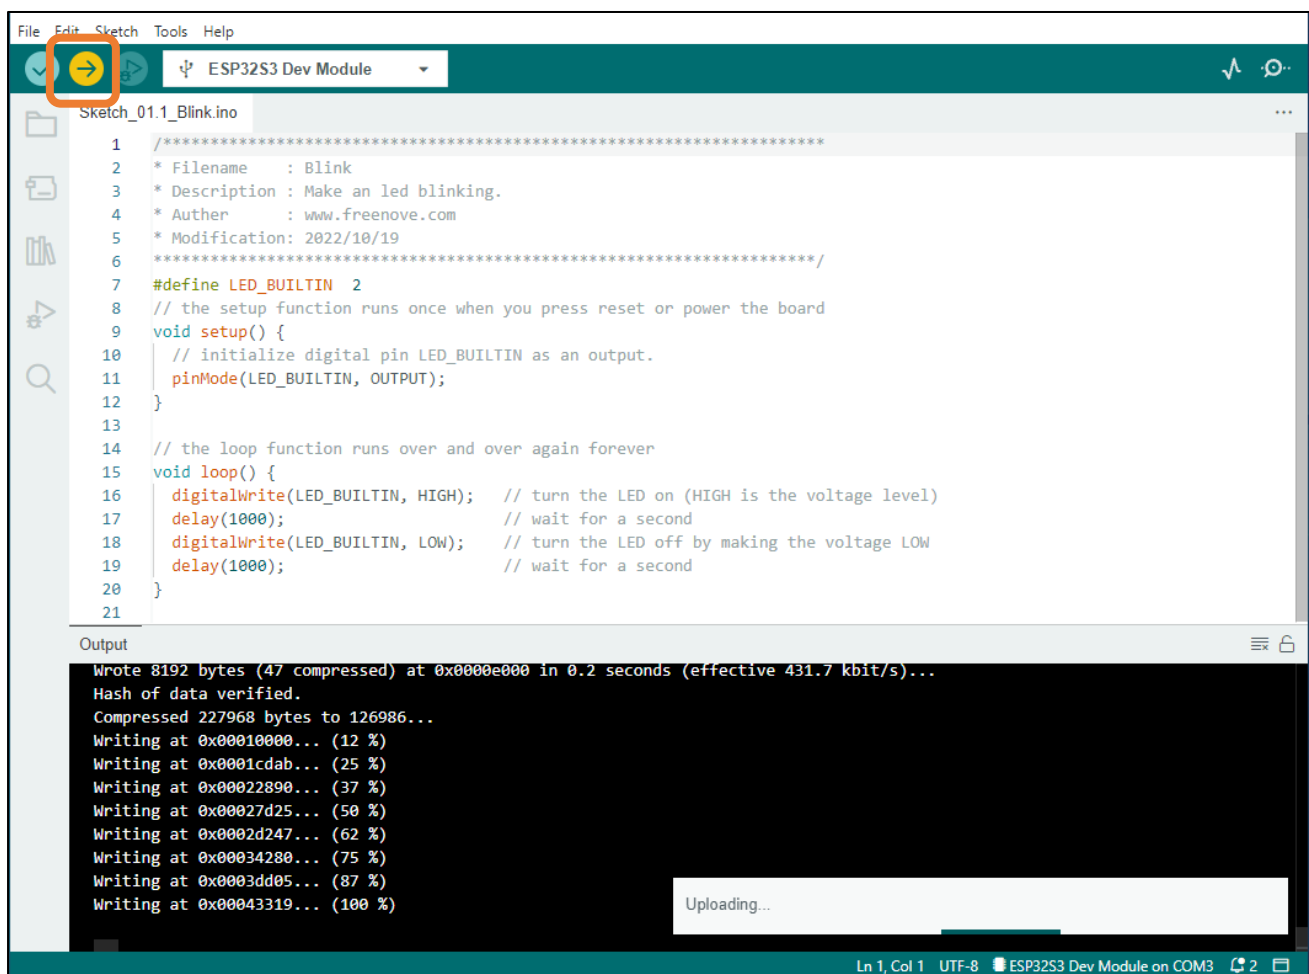 File Edit Sketch Tools Help
ESP32S3 Dev Module
Sketch_01.1_Blink.ino
1 /**********************************************************************
2 * Filename    : Blink
3 * Description : Make an led blinking.
4 * Auther      : www.freenove.com
5 * Modification: 2022/10/19
6 **********************************************************************/
7 #define LED_BUILTIN  2
8 // the setup function runs once when you press reset or power the board
9 void setup() {
10   // initialize digital pin LED_BUILTIN as an output.
11   pinMode(LED_BUILTIN, OUTPUT);
12 }
13
14 // the loop function runs over and over again forever
15 void loop() {
16   digitalWrite(LED_BUILTIN, HIGH);   // turn the LED on (HIGH is the voltage level)
17   delay(1000);                       // wait for a second
18   digitalWrite(LED_BUILTIN, LOW);    // turn the LED off by making the voltage LOW
19   delay(1000);                       // wait for a second
20 }
21
Output
Wrote 8192 bytes (47 compressed) at 0x0000e000 in 0.2 seconds (effective 431.7 kbit/s)...
Hash of data verified.
Compressed 227968 bytes to 126986...
Writing at 0x00010000... (12 %)
Writing at 0x0001cdab... (25 %)
Writing at 0x00022890... (37 %)
Writing at 0x00027d25... (50 %)
Writing at 0x0002d247... (62 %)
Writing at 0x00034280... (75 %)
Writing at 0x0003dd05... (87 %)
Writing at 0x00043319... (100 %)
Uploading...
Ln 1, Col 1 UTF-8 ESP32S3 Dev Module on COM3 2